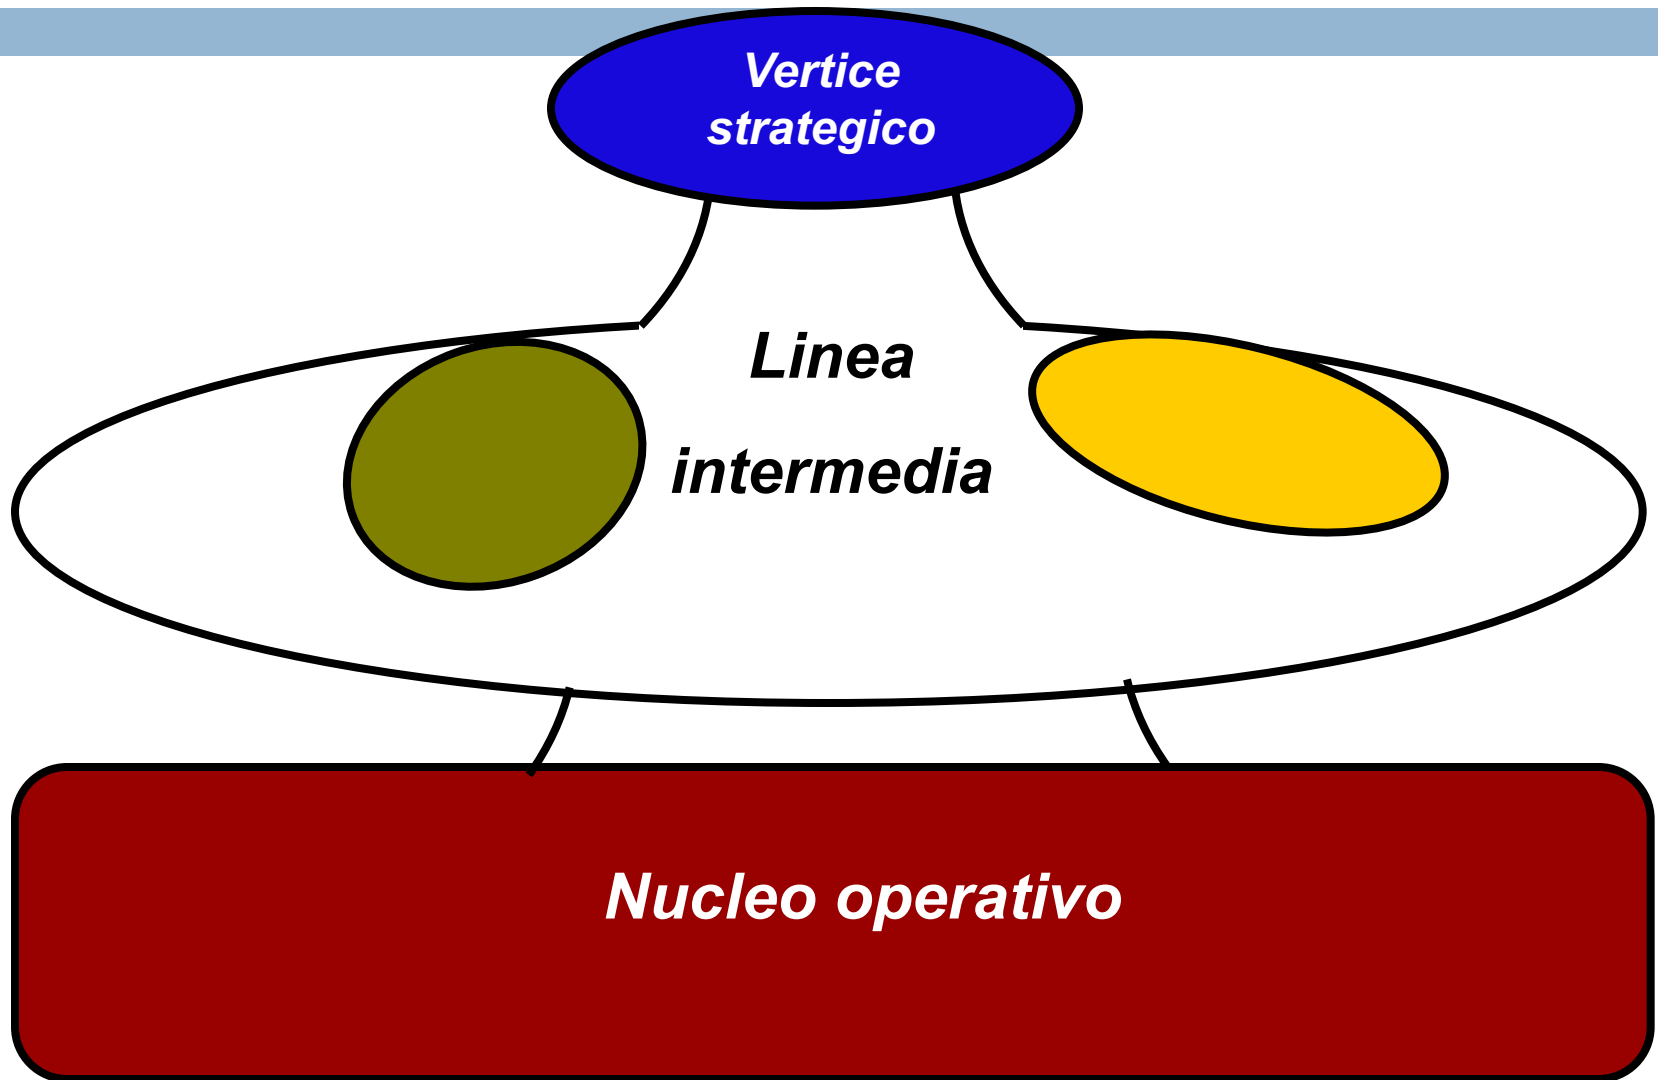 Vertice
strategico
Linea
intermedia
Nucleo operativo